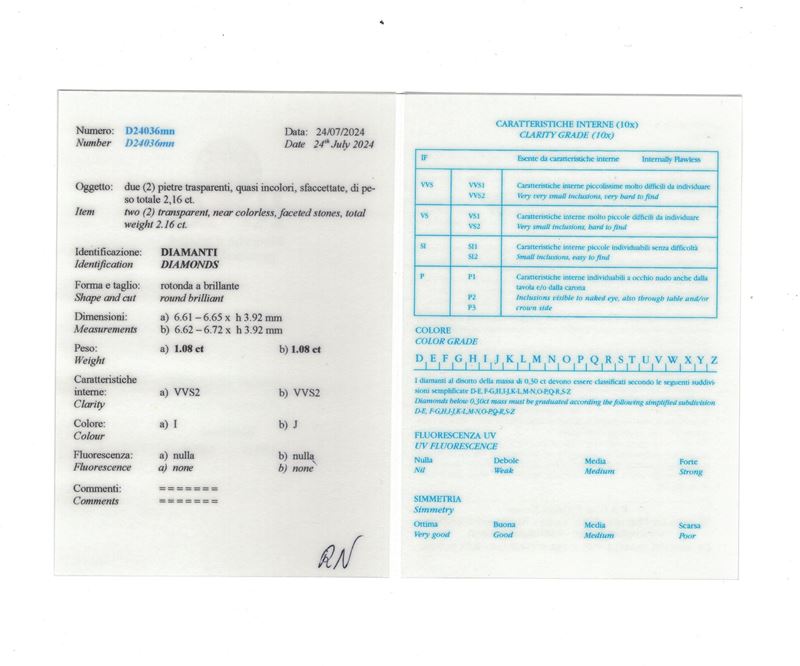 Numero: D24036mn Data: 24/07/2024
Number D24036mn Date 24th July 2024
Oggetto: due (2) pietre trasparenti, quasi incolori, sfaccettate, di pe-
so totale 2,16 ct.
Item two (2) transparent, near colorless, faceted stones, total
weight 2.16 ct.
Identificazione: DIAMANTI
Identification DIAMONDS
Forma e taglio: rotonda a brillante
Shape and cut round brilliant
Dimensioni: a) 6.61 – 6.65 x h 3.92 mm
Measurements b) 6.62 – 6.72 x h 3.92 mm
Peso: a) 1.08 ct b) 1.08 ct
Weight
Caratteristiche
interne: a) VVS2 b) VVS2
Clarity
Colore: a) I b) J
Colour
Fluorescenza: a) nulla b) nulla
Fluorescence a) none b) none
Commenti: =======
Comments =======
RN
CARATTERISTICHE INTERNE (10x)
CLARITY GRADE (10x)
IF Esente da caratteristiche interne Internally Flawless
VVS VVS1 Caratteristiche interne piccolissime molto difficili da individuare
VVS2 Very very small inclusions, very bard to find
VS VS1 Caratteristiche interne molto piccole difficili da individuare
VS2 Very small inclusions, bard to find
SI SI1 Caratteristiche interne piccole individuabili senza difficoltà
SI2 Small inclusions, easy to find
P P1 Caratteristiche interne individuabili a occhio nudo anche dalla
tavola e/o dalla corona
P2 Inclusions visible to naked eye, also through table and/or
P3 crown side
COLORE
COLOR GRADE
D E F G H I J K L M N O P Q R S T U V W X Y Z
I diamanti al disotto della massa di 0,30 ct devono essere classificati secondo le seguenti suddivi-
sioni semplificate D-E, F-G,H,I-J,K-L,M-N,O-P,Q-R,S-Z
Diamonds below 0,30ct mass must be graduated according the following simplified subdivision
D-E, F-G,H,I-J,K-L,M-N,O-P,Q-R,S-Z
FLUORESCENZA UV
UV FLUORESCENCE
Nulla Debole Media Forte
Nil Weak Medium Strong
SIMMETRIA
Simmetry
Ottima Buona Media Scarsa
Very good Good Medium Poor